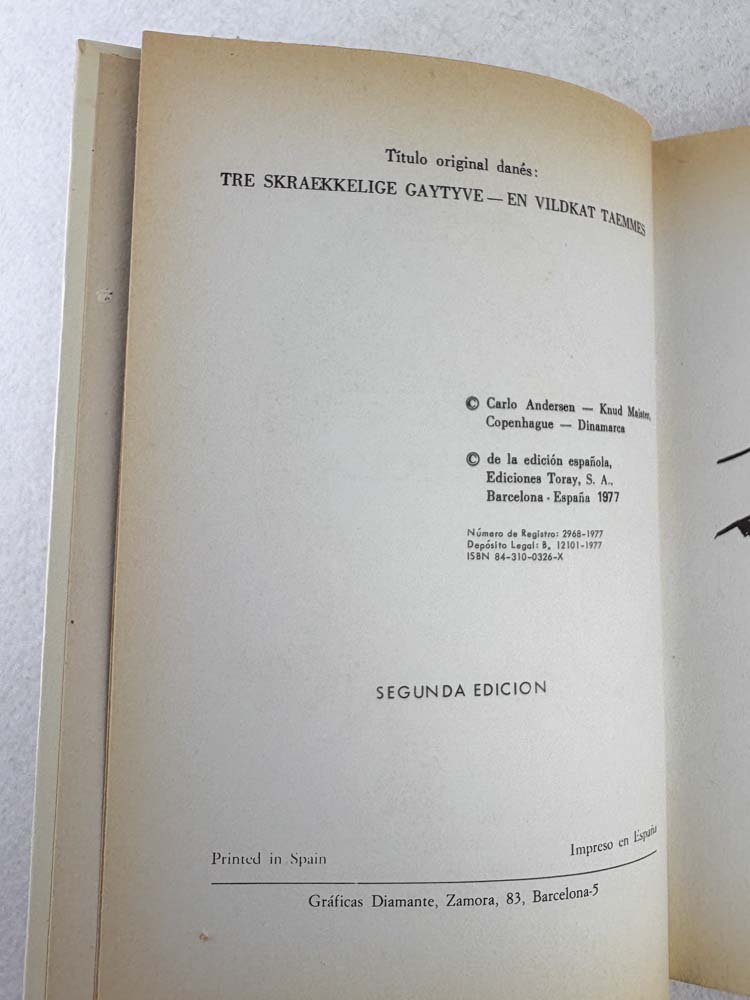 Título original danés:
TRE SKRAEKKELIGE GAYTYVE — EN VILDKAT TAEMMES
© Carlo Andersen — Knud Maister,
Copenhague — Dinamarca
© de la edición española,
Ediciones Toray, S. A.,
Barcelona - España 1977
Número de Registro: 2968-1977
Depósito Legal: B. 12101-1977
ISBN 84-310-0326-X
SEGUNDA EDICION
Printed in Spain
Impreso en España
Gráficas Diamante, Zamora, 83, Barcelona-5